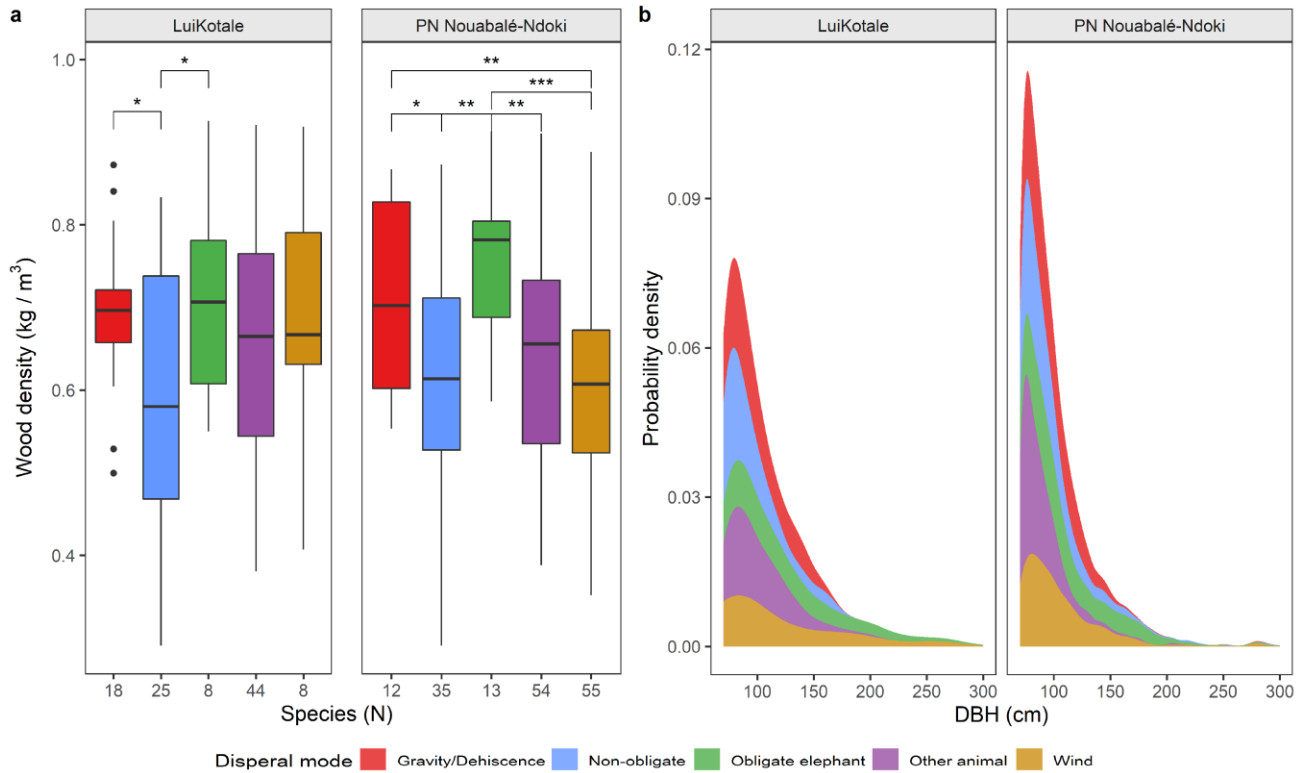 a
LuiKotale
PN Nouabalé-Ndoki
Wood density (kg / m³)
1.0
0.8
0.6
0.4
*
*
**
***
*
**
**
18 25 8 44 8
12 35 13 54 55
Species (N)
b
LuiKotale
PN Nouabalé-Ndoki
Probability density
0.12
0.09
0.06
0.03
0.00
100 150 200 250 300
100 150 200 250 300
DBH (cm)
Disperal mode Gravity/Dehiscence Non-obligate Obligate elephant Other animal Wind